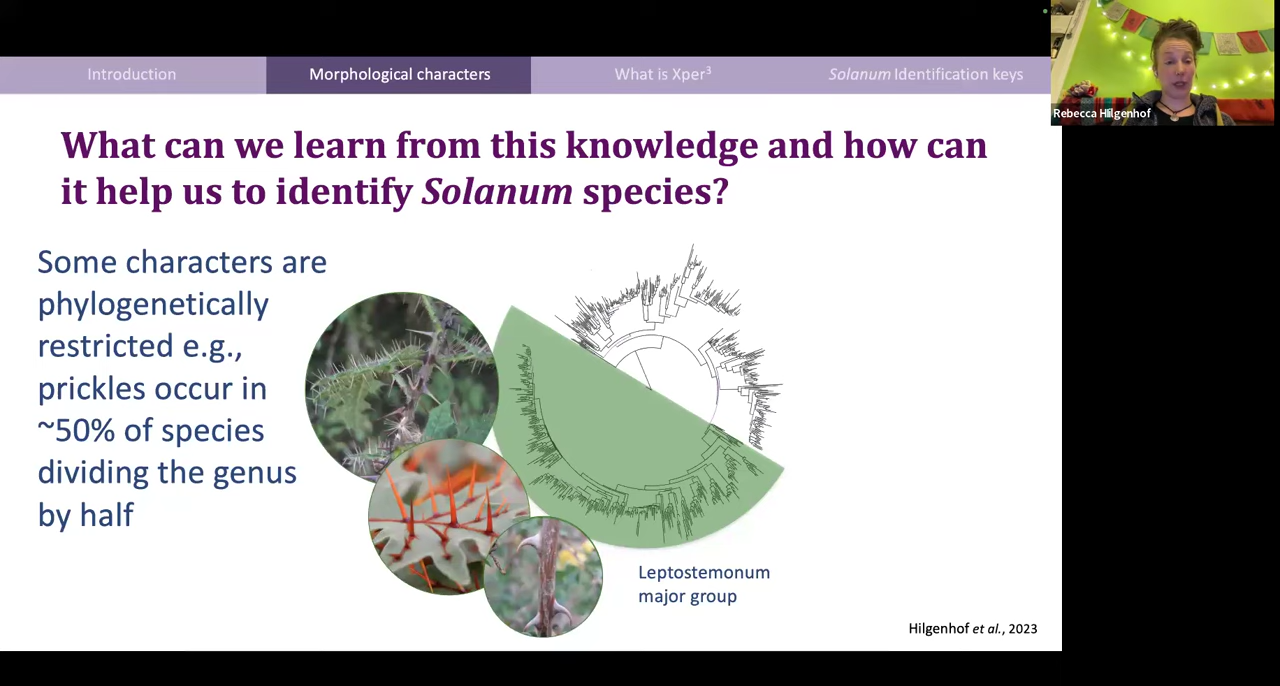 Introduction
Morphological characters
What is Xper³
Solanum Identification keys
Rebecca Hilgenhof
What can we learn from this knowledge and how can
it help us to identify Solanum species?
Some characters are
phylogenetically
restricted e.g.,
prickles occur in
~50% of species
dividing the genus
by half
Leptostemonum
major group
Hilgenhof et al., 2023